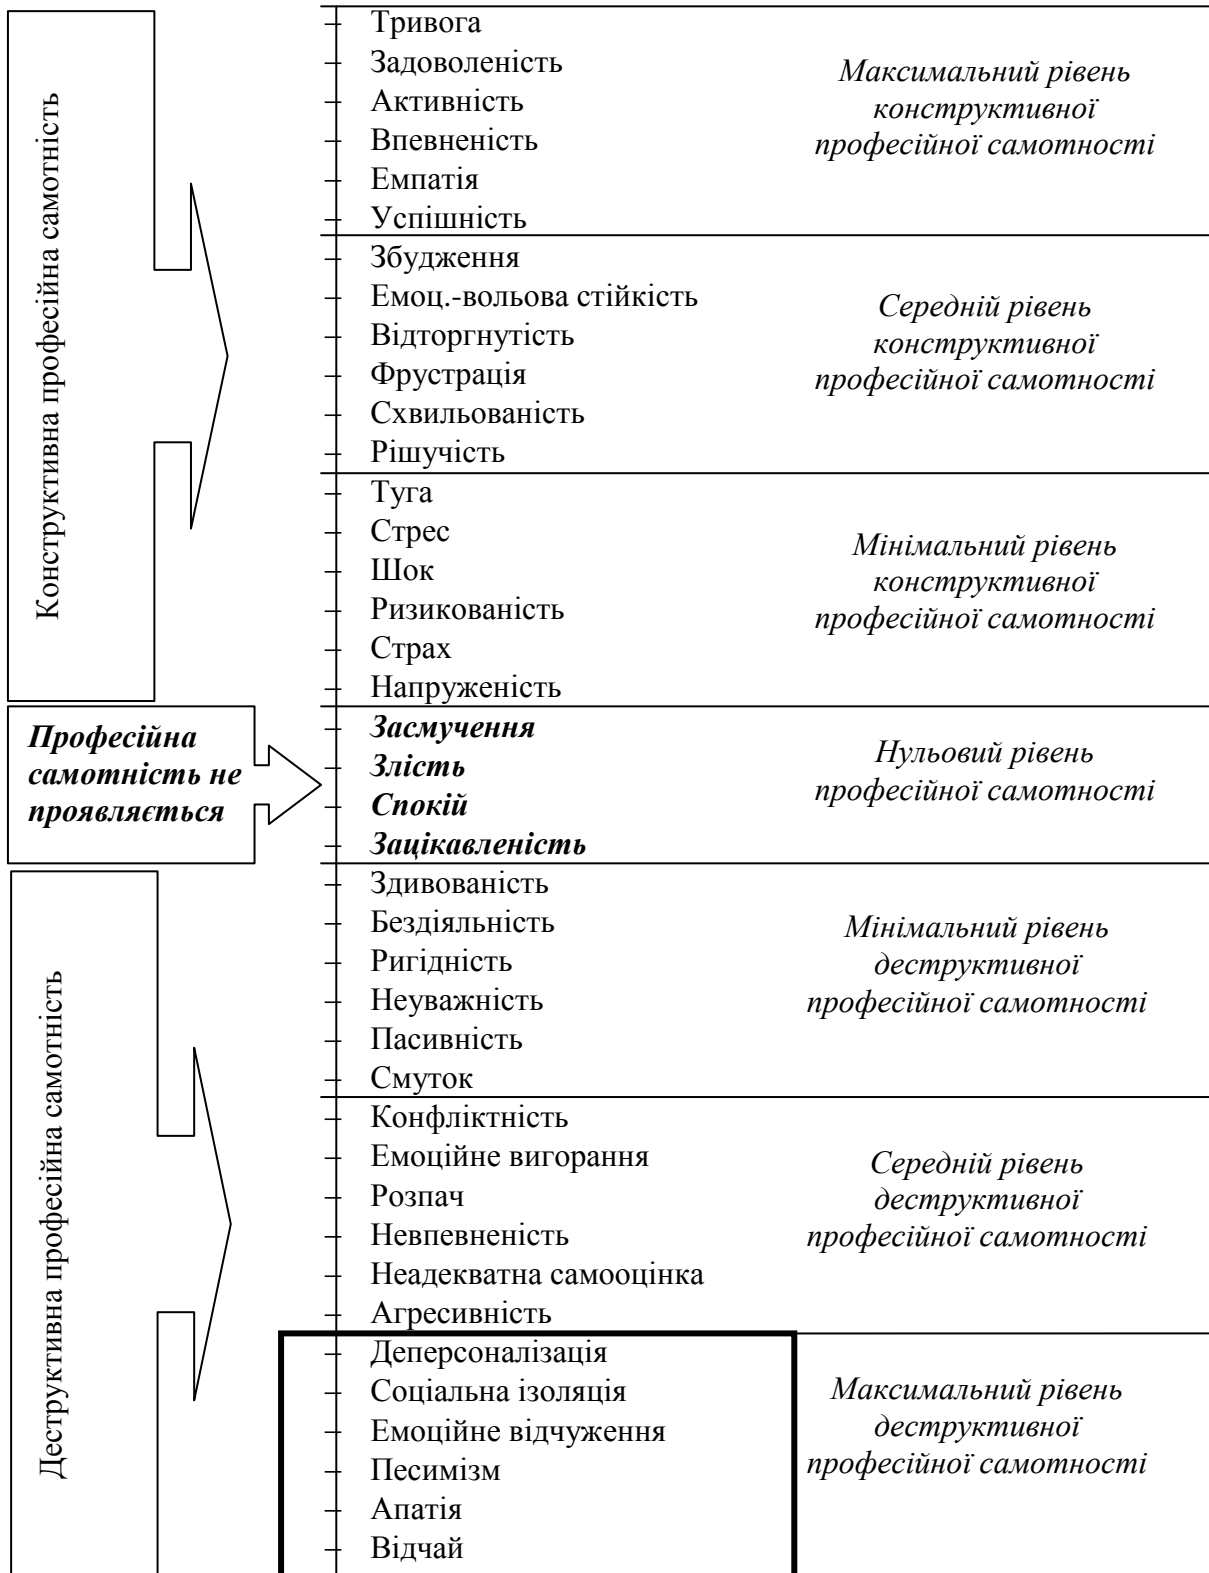 Конструктивна професійна самотність
Тривога
Задоволеність
Активність
Впевненість
Емпатія
Успішність
Максимальний рівень
конструктивної
професійної самотності
Збудження
Емоц.-вольова стійкість
Відторгнутість
Фрустрація
Схвильованість
Рішучість
Середній рівень
конструктивної
професійної самотності
Туга
Стрес
Шок
Ризикованість
Страх
Напруженість
Мінімальний рівень
конструктивної
професійної самотності
Професійна
самотність не
проявляється
Засмучення
Злість
Спокій
Зацікавленість
Нульовий рівень
професійної самотності
Деструктивна професійна самотність
Здивованість
Бездіяльність
Ригідність
Неуважність
Пасивність
Смуток
Мінімальний рівень
деструктивної
професійної самотності
Конфліктність
Емоційне вигорання
Розпач
Невпевненість
Неадекватна самооцінка
Агресивність
Середній рівень
деструктивної
професійної самотності
Деперсоналізація
Соціальна ізоляція
Емоційне відчуження
Песимізм
Апатія
Відчай
Максимальний рівень
деструктивної
професійної самотності